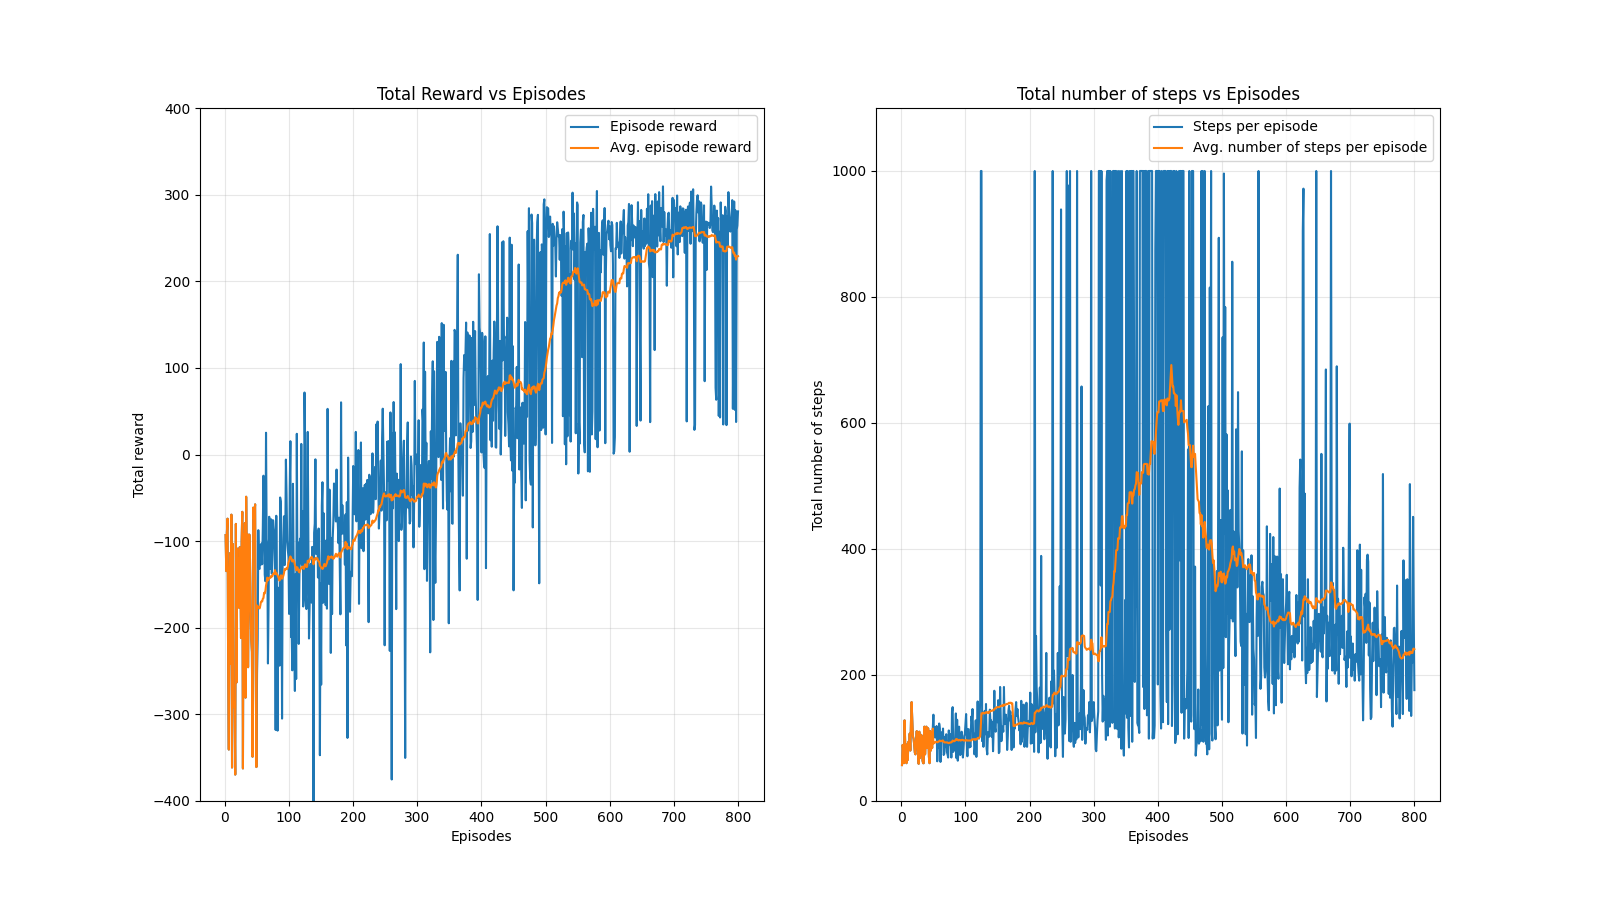 Total Reward vs Episodes
Episode reward
Avg. episode reward
400
300
200
100
0
−100
−200
−300
−400
Total reward
0 100 200 300 400 500 600 700 800
Episodes
Total number of steps vs Episodes
Steps per episode
Avg. number of steps per episode
1000
800
600
400
200
0
Total number of steps
0 100 200 300 400 500 600 700 800
Episodes